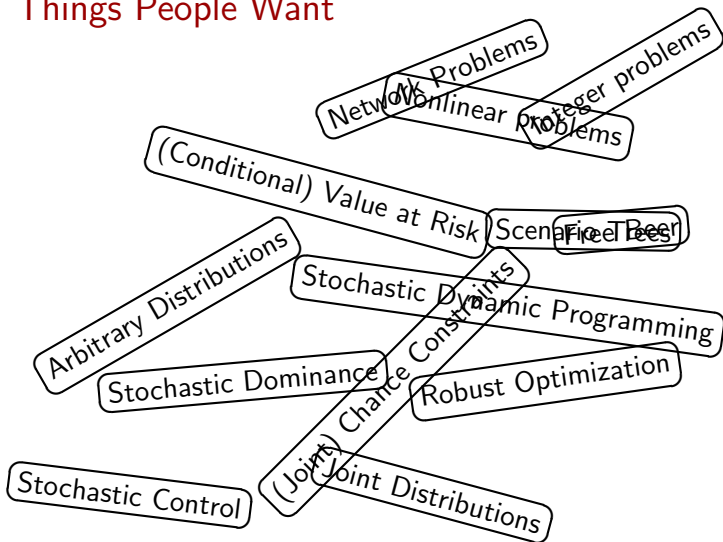 Things People Want
Network Problems
Nonlinear problems
Integer problems
(Conditional) Value at Risk
Scenario Trees
Free Beer
Arbitrary Distributions
Stochastic Dynamic Programming
(Joint) Chance Constraints
Stochastic Dominance
Robust Optimization
Stochastic Control
Joint Distributions